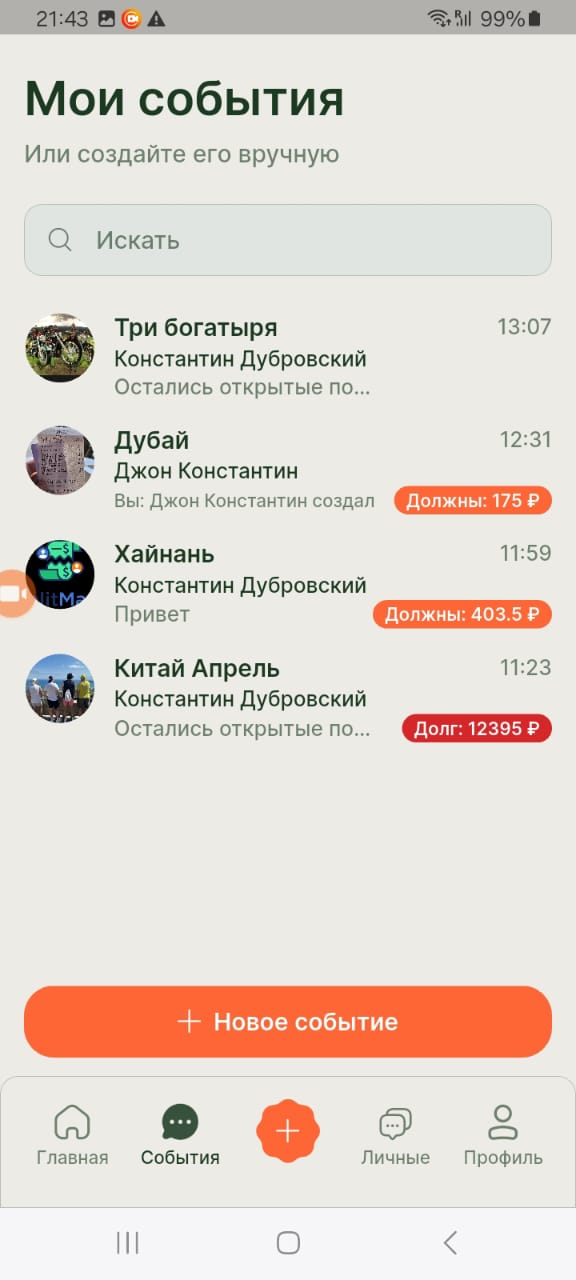 21:43 99%
Мои события
Или создайте его вручную
Искать
Три богатыря 13:07
Константин Дубровский
Остались открытые по...
Дубай 12:31
Джон Константин
Вы: Джон Константин создал Должны: 175 ₽
Хайнань 11:59
Константин Дубровский
Привет Должны: 403.5 ₽
Китай Апрель 11:23
Константин Дубровский
Остались открытые по... Долг: 12395 ₽
Новое событие
Главная События Личные Профиль